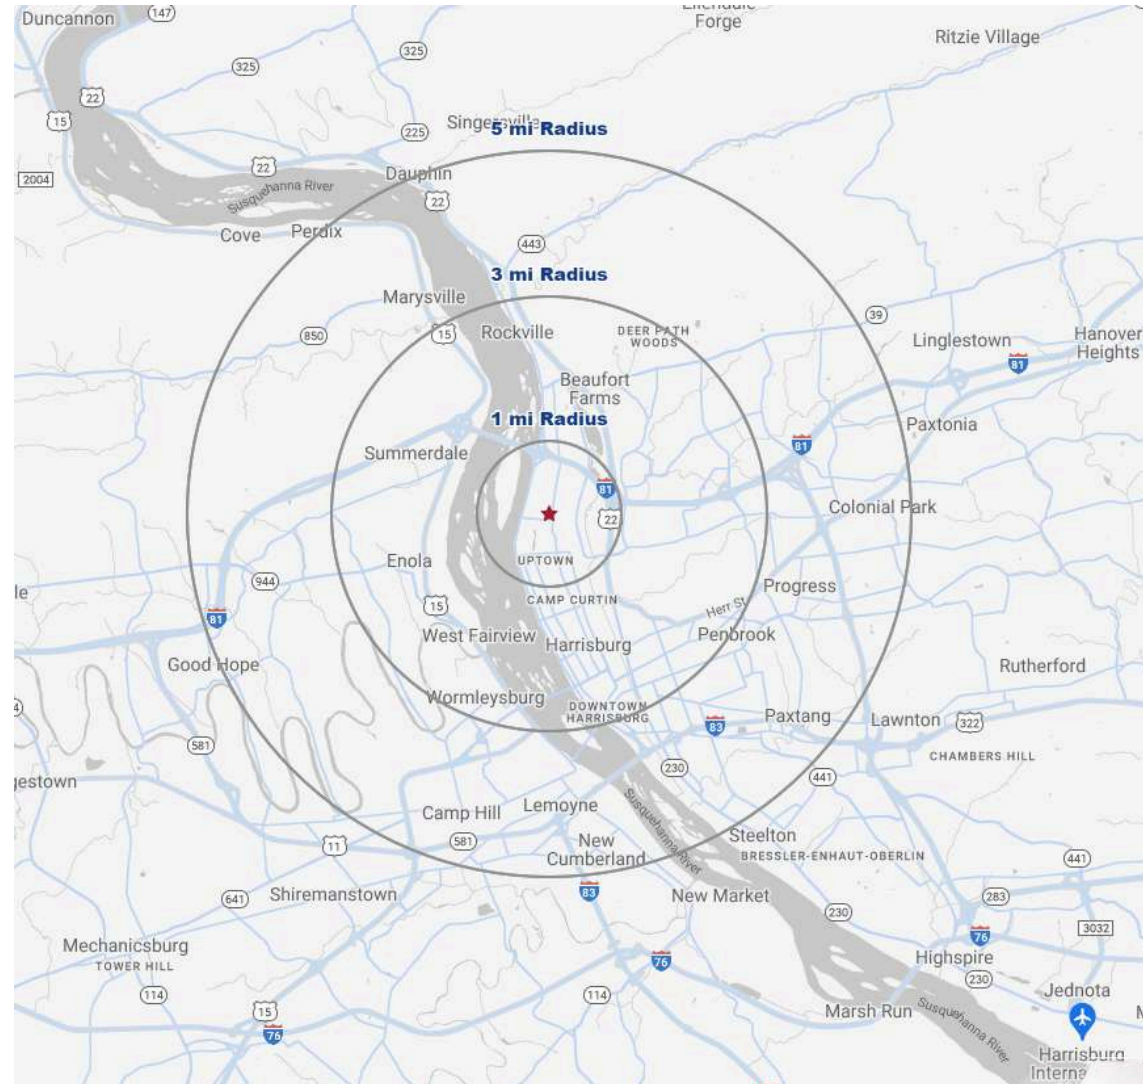 Duncannon
147
Ellendale
Forge
Ritzie Village
325
325
22
15
Singersville
5 mi Radius
225
22
2004
Dauphin
Susquehanna River
22
Cove
Perdix
443
3 mi Radius
Marysville
39
850
15
Rockville
DEER PATH
WOODS
Linglestown
Hanover
Heights
81
Beaufort
Farms
1 mi Radius
Paxtonia
81
Summerdale
81
22
Colonial Park
UPTOWN
Enola
944
le
CAMP CURTIN
Progress
15
Herr St
81
West Fairview
Harrisburg
Penbrook
Good Hope
Rutherford
Wormleysburg
DOWNTOWN
HARRISBURG
4
83
Paxtang
Lawnton
322
581
CHAMBERS HILL
230
441
gestown
Camp Hill
Lemoyne
Susquehanna River
581
11
New
Cumberland
Steelton
BRESSLER-ENHAUT-OBERLIN
441
Shiremanstown
641
83
New Market
283
230
3032
Mechanicsburg
TOWER HILL
76
76
Highspire
230
114
114
Jednota
15
76
Marsh Run
Susquehanna River
M
Harrisburg
Interna